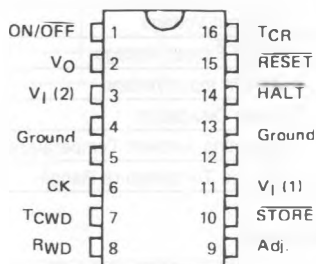 ON/OFF 1 16 TCR
VO 2 15 RESET
VI (2) 3 14 HALT
Ground 4 13 Ground
5 12
CK 6 11 VI (1)
TCWD 7 10 STORE
RWD 8 9 Adj.